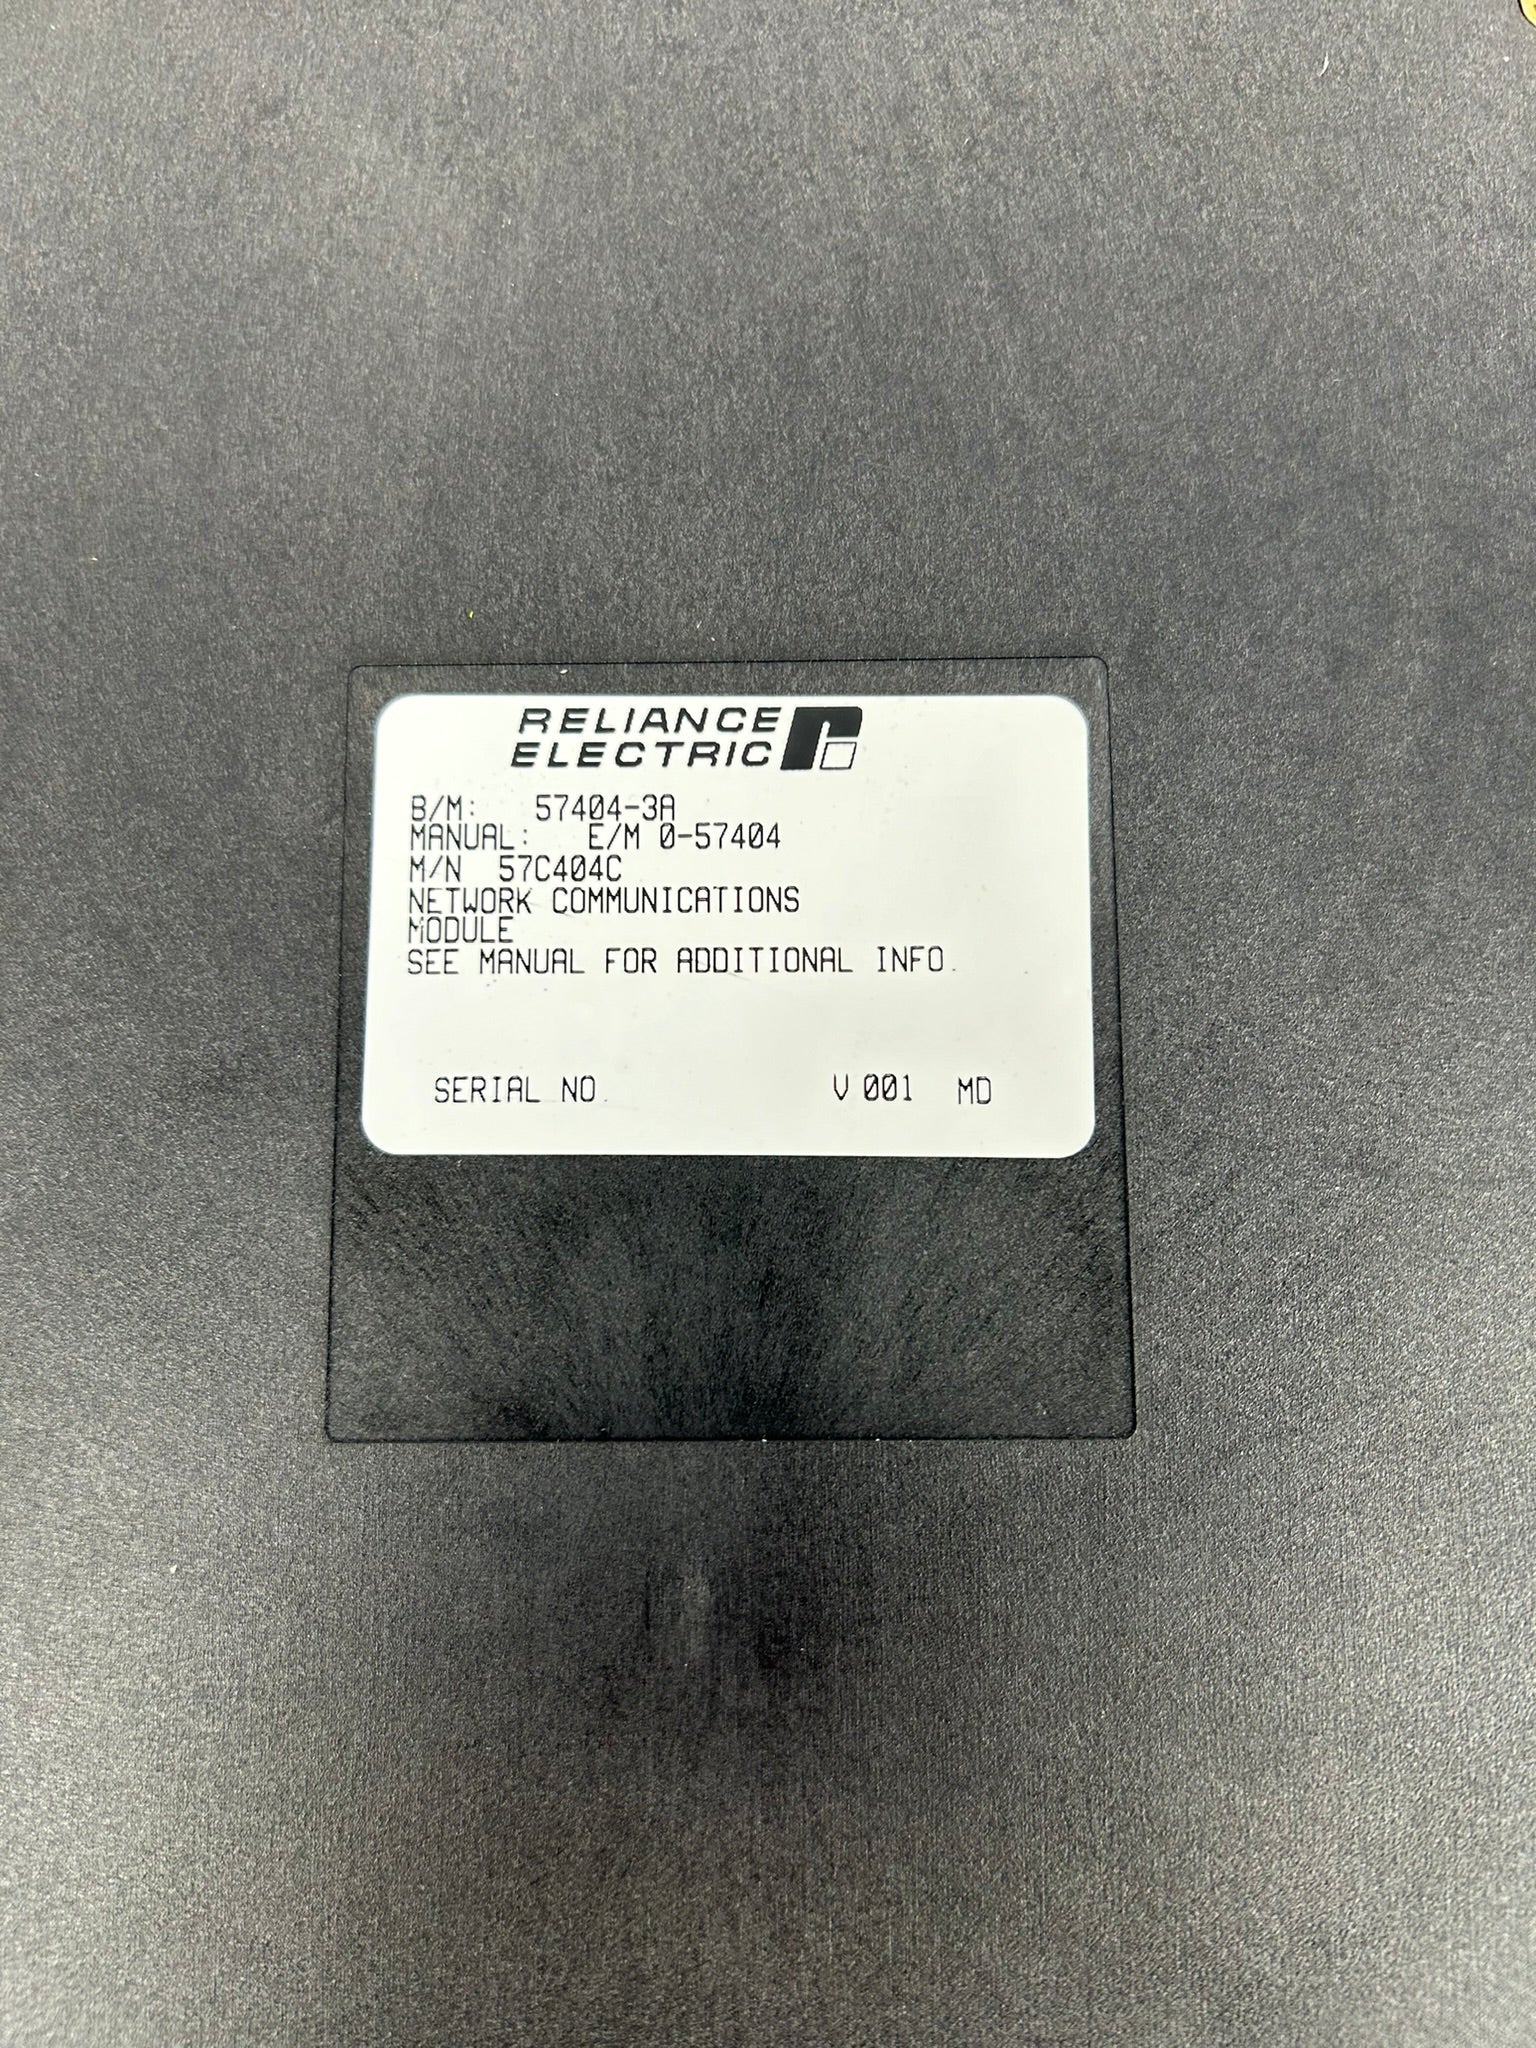 RELIANCE
ELECTRIC
B/M: 57404-3A
MANUAL: E/M 0-57404
M/N 57C404C
NETWORK COMMUNICATIONS
MODULE
SEE MANUAL FOR ADDITIONAL INFO.
SERIAL NO. V 001 MD